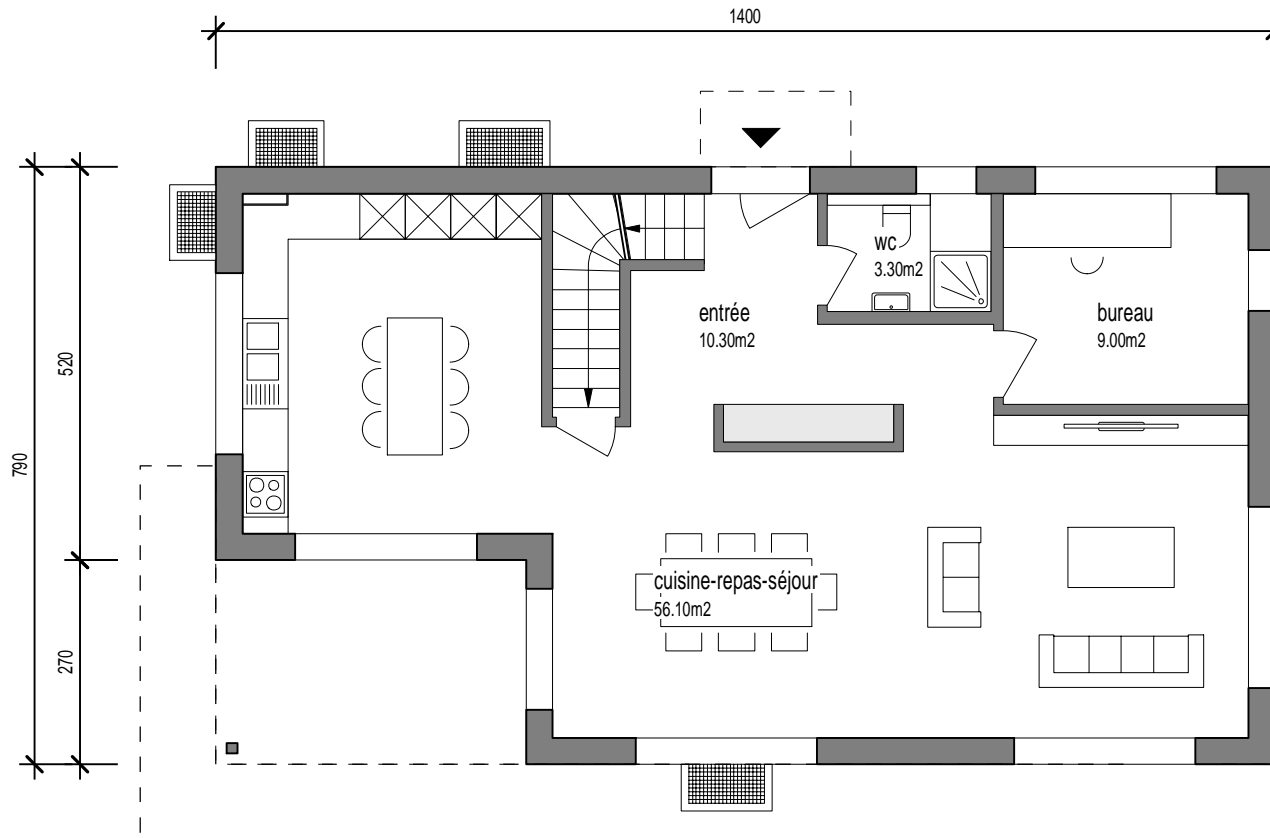 1400
wc
3.30m2
entrée
10.30m2
bureau
9.00m2
520
790
cuisine-repas-séjour
56.10m2
270